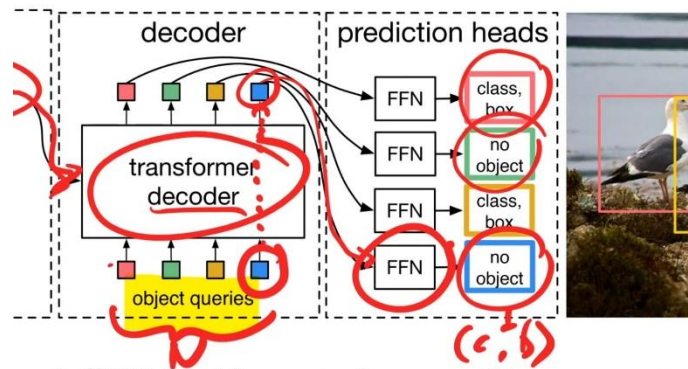 decoder
prediction heads
FFN
class,
box
FFN
no
object
transformer
decoder
FFN
class,
box
FFN
no
object
object queries
(c, b)